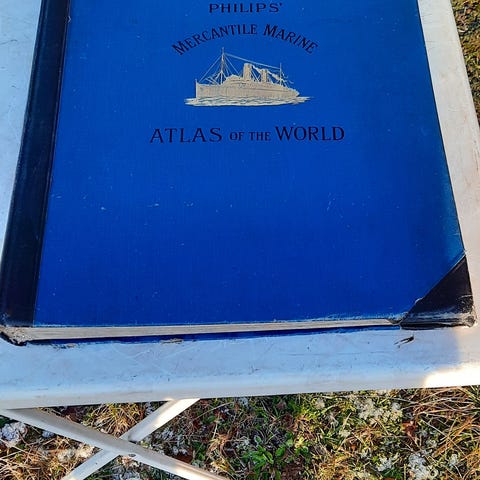 PHILIPS'
MERCANTILE MARINE
ATLAS OF THE WORLD